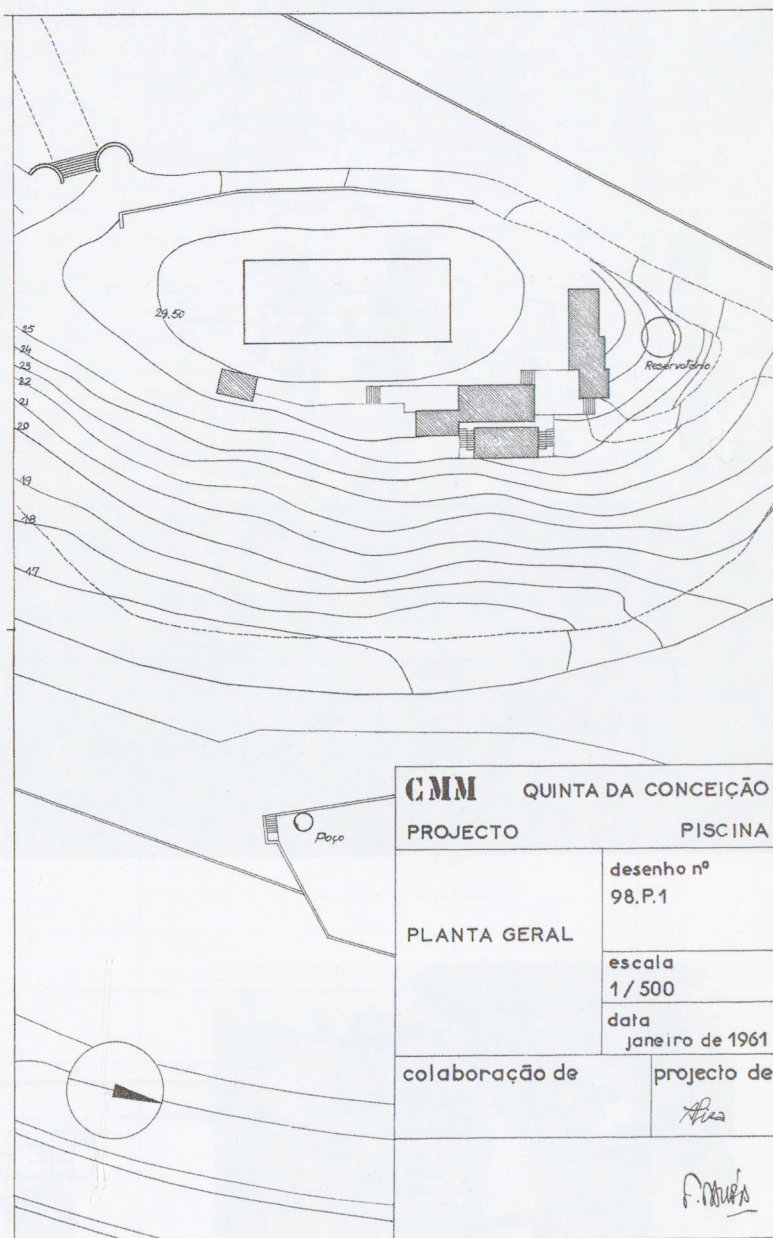 29.50
25
24
23
22
21
20
19
18
17
Reservatório
Poço
CMM QUINTA DA CONCEIÇÃO
PROJECTO PISCINA
PLANTA GERAL
desenho nº
98.P.1
escala
1/500
data
janeiro de 1961
colaboração de
projecto de